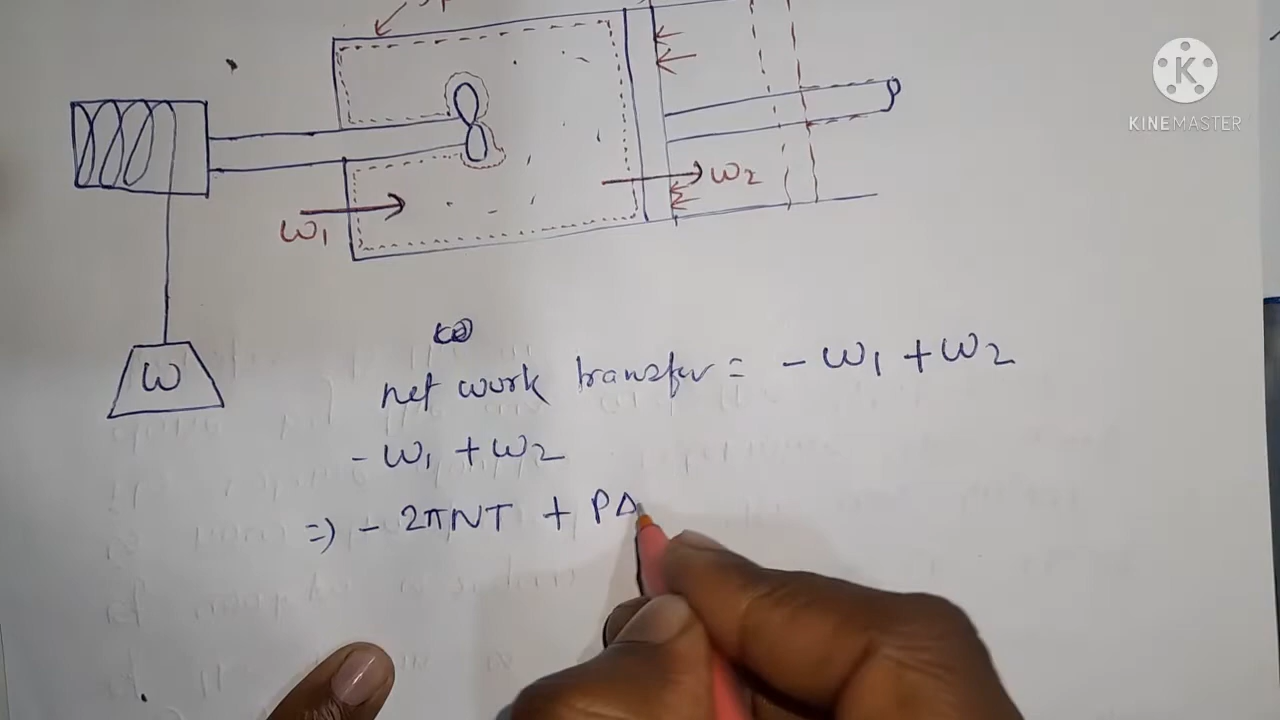 K
KINEMASTER
W2
W1
W
net work transfer = - W1 + W2
- W1 + W2
=) - 2πNT + PΔ